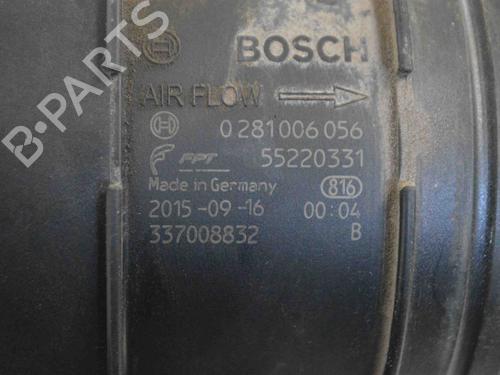 BOSCH
AIR FLOW
0 281 006 056
FPT 55220331
Made in Germany 816
2015-09-16 00:04
337008832 B
B-PARTS